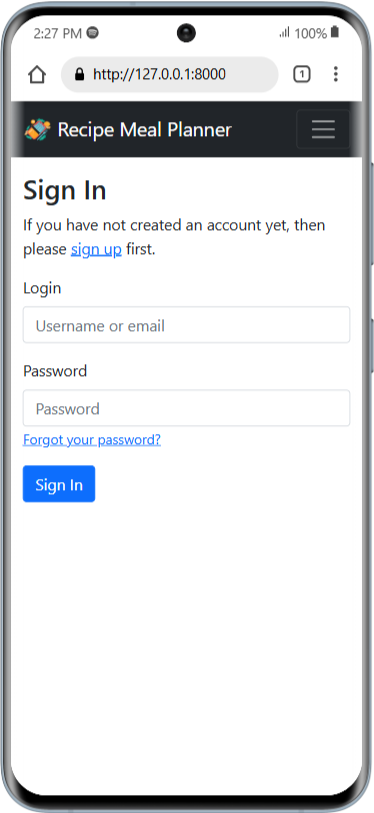 2:27 PM 100%
http://127.0.0.1:8000 1
Recipe Meal Planner
Sign In
If you have not created an account yet, then
please sign up first.
Login
Username or email
Password
Password
Forgot your password?
Sign In